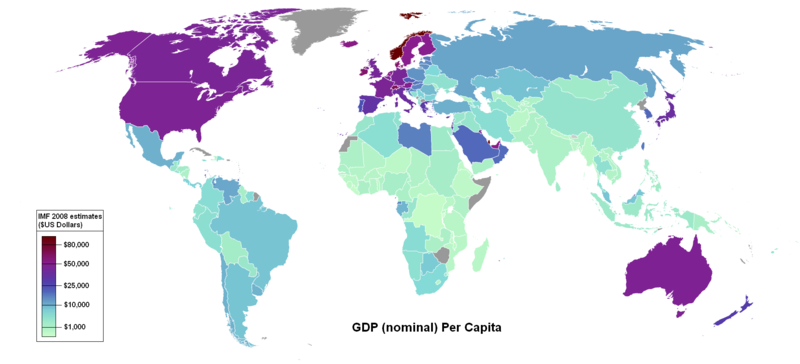 IMF 2008 estimates
($US Dollars)
$80,000
$50,000
$25,000
$10,000
$1,000
GDP (nominal) Per Capita